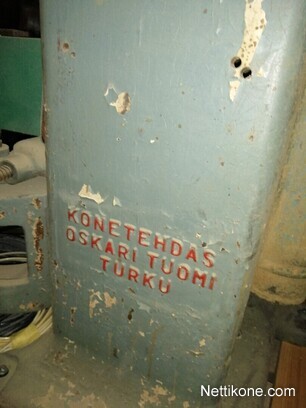 KONETEHDAS
OSKARI TUOMI
TURKU
Nettikone.com